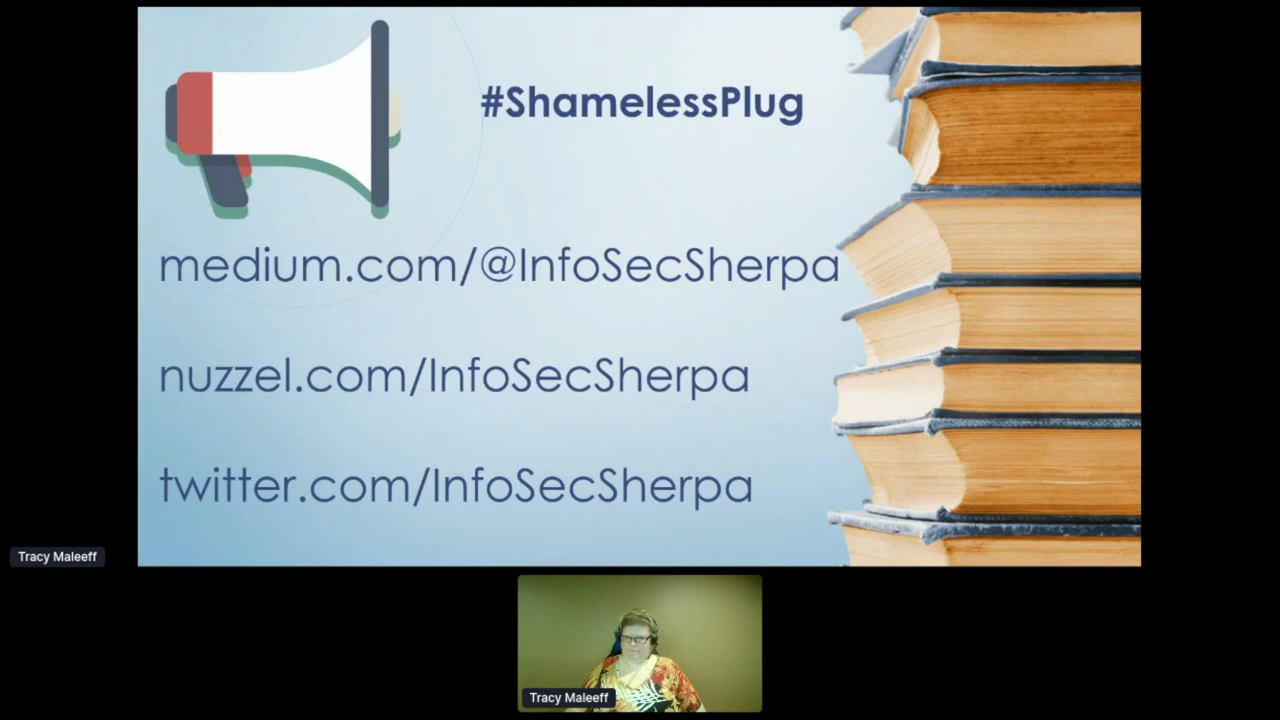 #ShamelessPlug
medium.com/@InfoSecSherpa
nuzzel.com/InfoSecSherpa
twitter.com/InfoSecSherpa
Tracy Maleeff
Tracy Maleeff